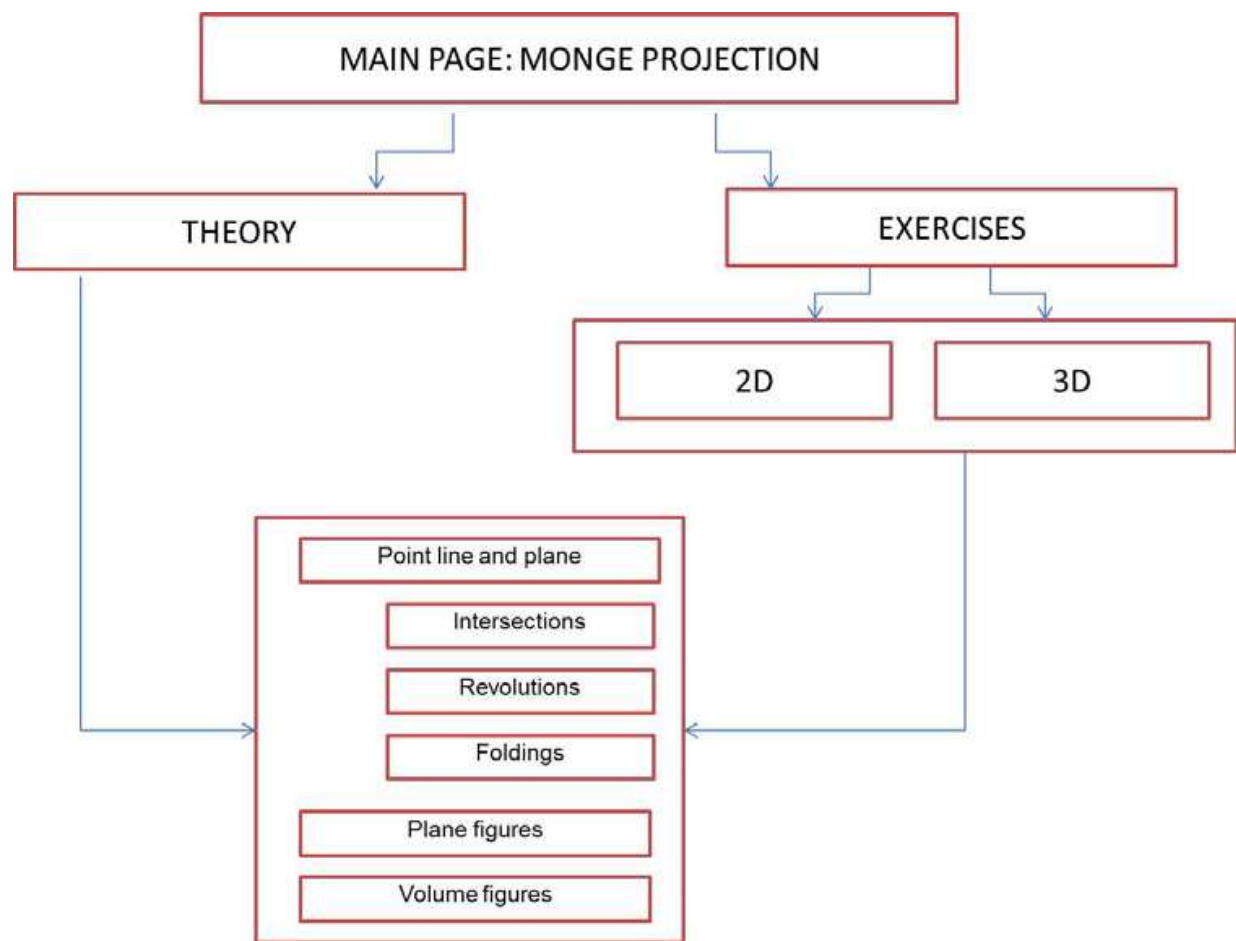 MAIN PAGE: MONGE PROJECTION
THEORY
EXERCISES
2D
3D
Point line and plane
Intersections
Revolutions
Foldings
Plane figures
Volume figures